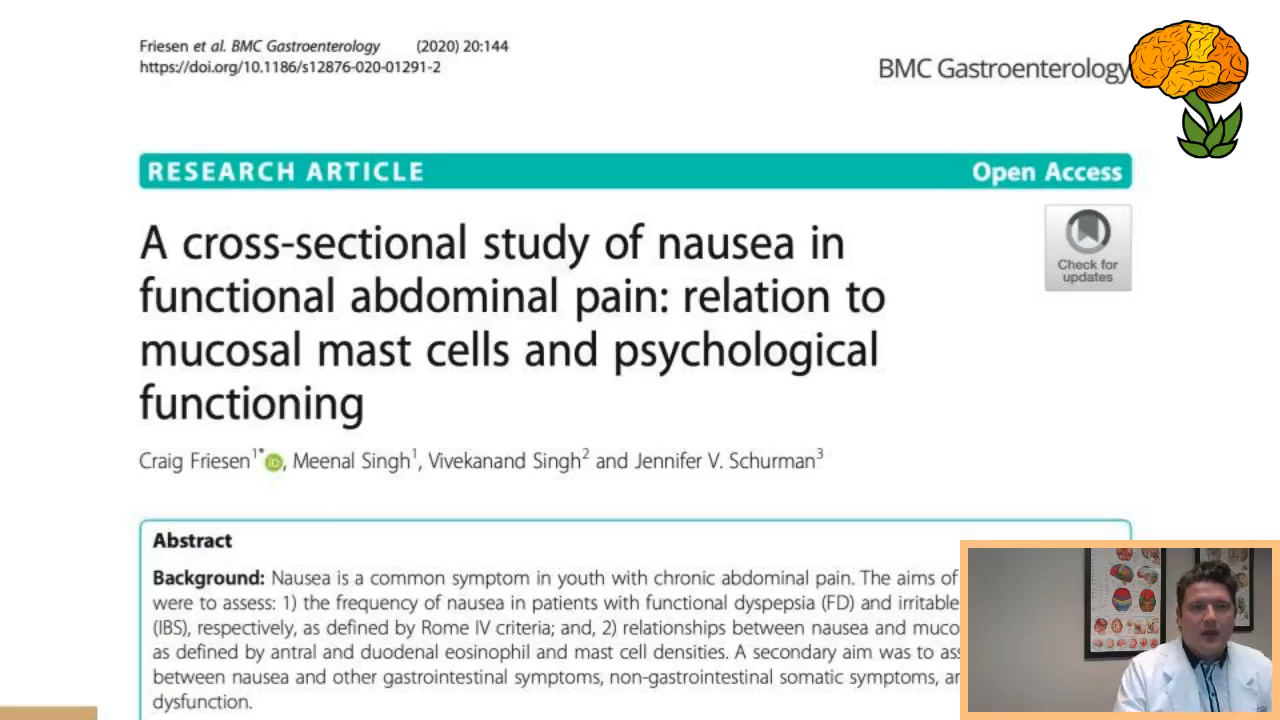 Friesen et al. BMC Gastroenterology (2020) 20:144
https://doi.org/10.1186/s12876-020-01291-2
BMC Gastroenterology
RESEARCH ARTICLE
Open Access
A cross-sectional study of nausea in
functional abdominal pain: relation to
mucosal mast cells and psychological
functioning
Check for
updates
Craig Friesen1* iD, Meenal Singh1, Vivekanand Singh2 and Jennifer V. Schurman3
Abstract
Background: Nausea is a common symptom in youth with chronic abdominal pain. The aims of
were to assess: 1) the frequency of nausea in patients with functional dyspepsia (FD) and irritable
(IBS), respectively, as defined by Rome IV criteria; and, 2) relationships between nausea and
as defined by antral and duodenal eosinophil and mast cell densities. A secondary aim was to
between nausea and other gastrointestinal symptoms, non-gastrointestinal somatic symptoms,
dysfunction.